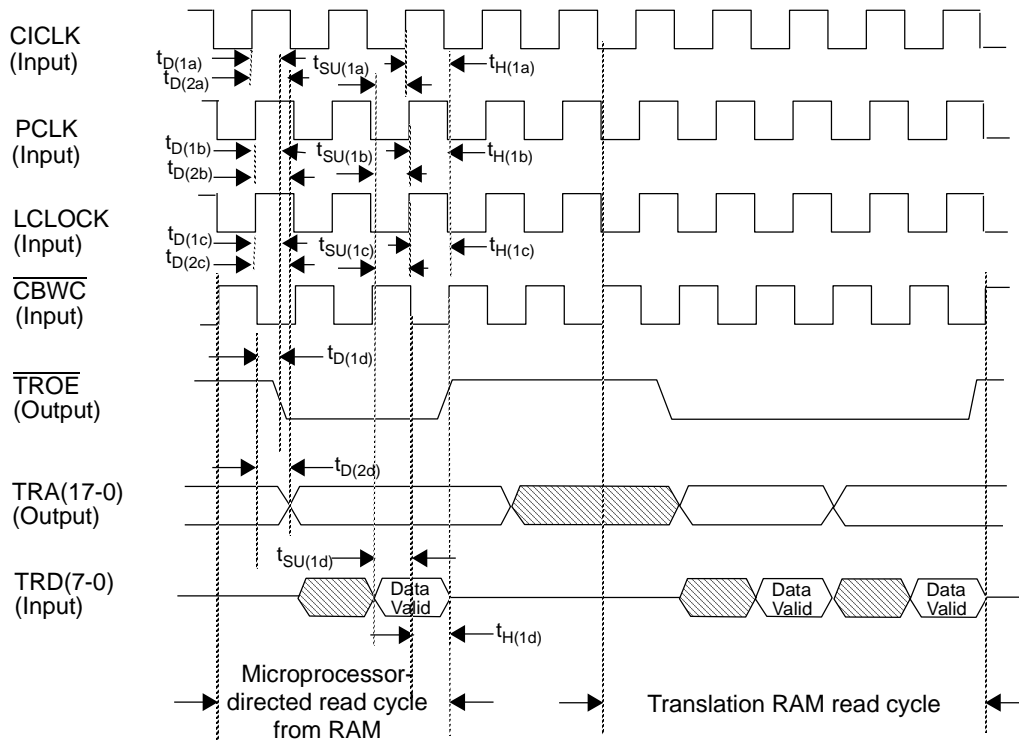 CICLK
(Input)
tD(1a)
tSU(1a)
tH(1a)
tD(2a)
PCLK
(Input)
tD(1b)
tSU(1b)
tH(1b)
tD(2b)
LCLOCK
(Input)
tD(1c)
tSU(1c)
tH(1c)
tD(2c)
CBWC
(Input)
tD(1d)
TROE
(Output)
tD(2d)
TRA(17-0)
(Output)
tSU(1d)
TRD(7-0)
(Input)
Data
Valid
Data
Valid
Data
Valid
tH(1d)
Microprocessor-
directed read cycle
from RAM
Translation RAM read cycle